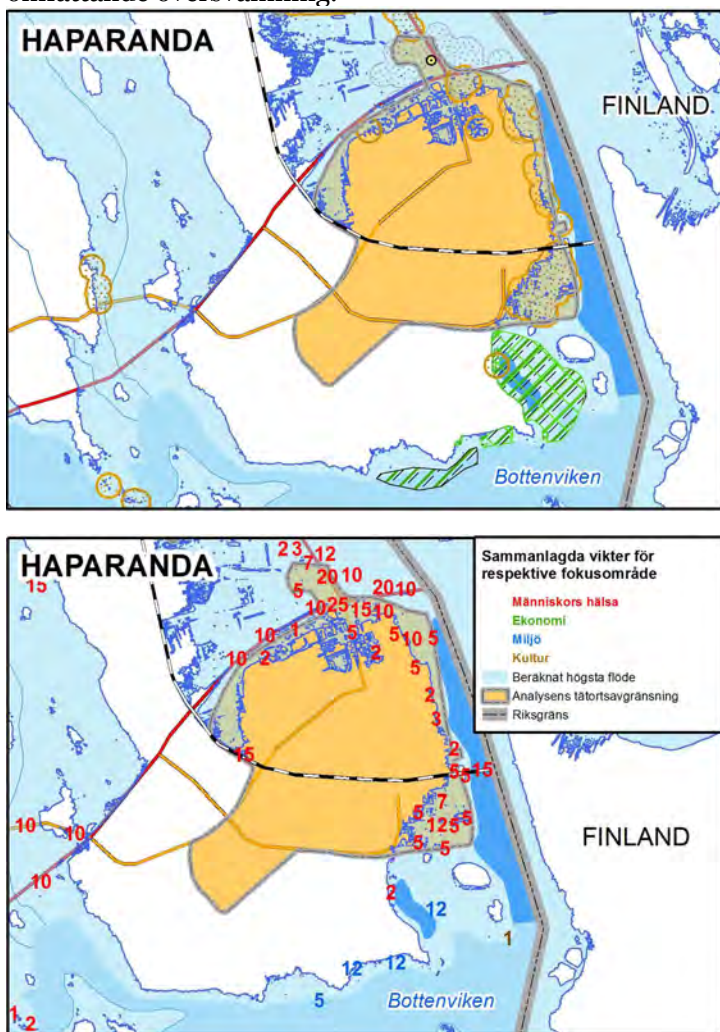 HAPARANDA
FINLAND
Bottenviken
HAPARANDA
Sammanlagda vikter för
respektive fokusområde
Människors hälsa
Ekonomi
Miljö
Kultur
Beräknat högsta flöde
Analysens tätortsavgränsning
Riksgräns
2 3 12
7
20 10
15
5
20 10
10 25 15 10
10 1 5 5 10 5
10 2 2
5
2
3
2
15
5 5 15
7
5
12 5 5
10 10
5 5
10
2
12
1
12 12
5
Bottenviken
FINLAND
1
2